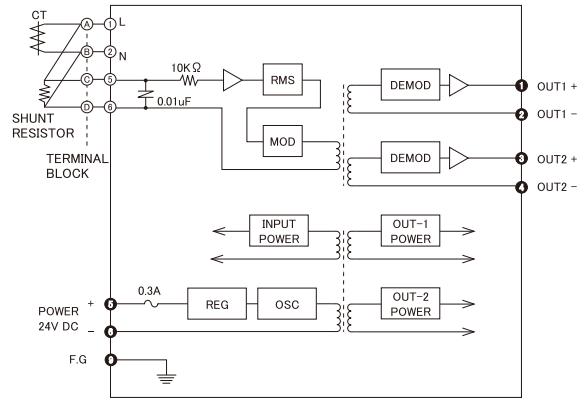 CT
A
1
L
B
2
N
C
5
10KΩ
RMS
DEMOD
1
OUT1 +
D
6
0.01uF
2
OUT1 −
SHUNT
RESISTOR
MOD
DEMOD
3
OUT2 +
TERMINAL
BLOCK
4
OUT2 −
INPUT
POWER
OUT−1
POWER
POWER
24V DC
+
5
0.3A
REG
OSC
OUT−2
POWER
−
F.G